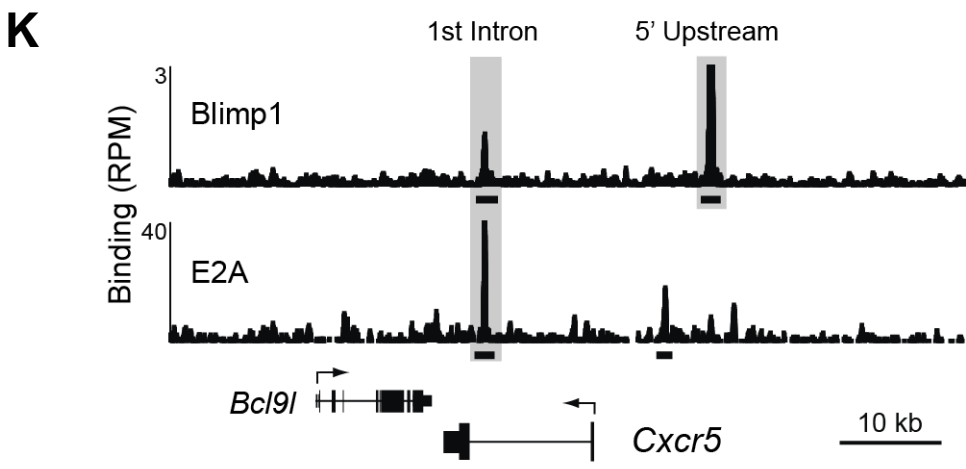 K
1st Intron
5’ Upstream
Binding (RPM)
3
Blimp1
40
E2A
Bcl9l
Cxcr5
10 kb